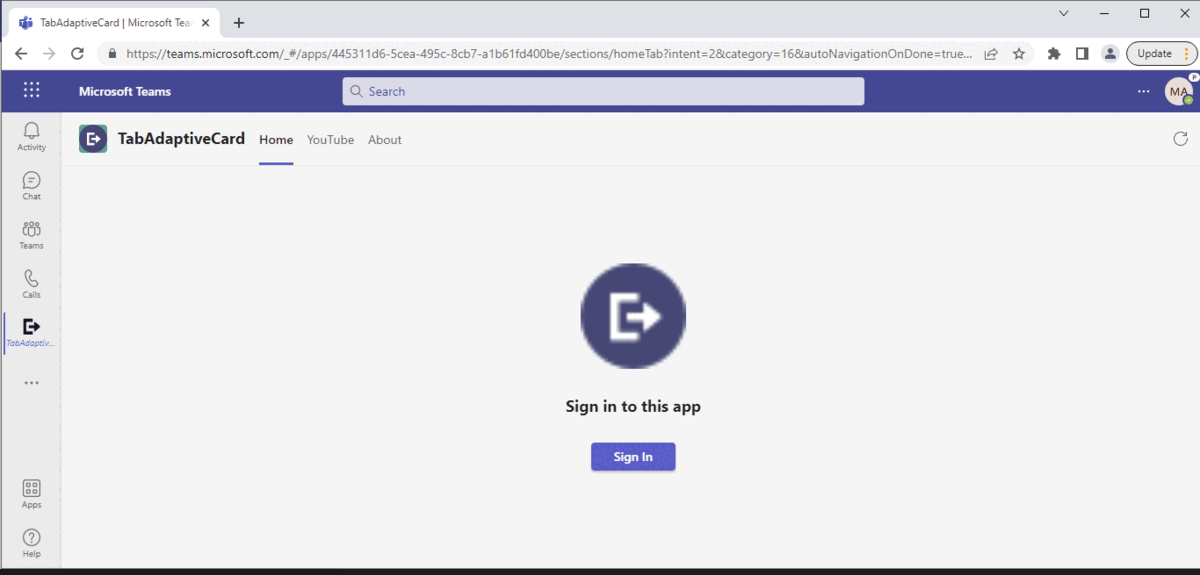 TabAdaptiveCard | Microsoft Tea
https://teams.microsoft.com/_#/apps/445311d6-5cea-495c-8cb7-a1b61fd400be/sections/homeTab?intent=2&category=16&autoNavigationOnDone=true...
Update
Microsoft Teams
Search
MA
P
Activity
Chat
Teams
Calls
TabAdaptiv...
Apps
Help
TabAdaptiveCard Home YouTube About
Sign in to this app
Sign In